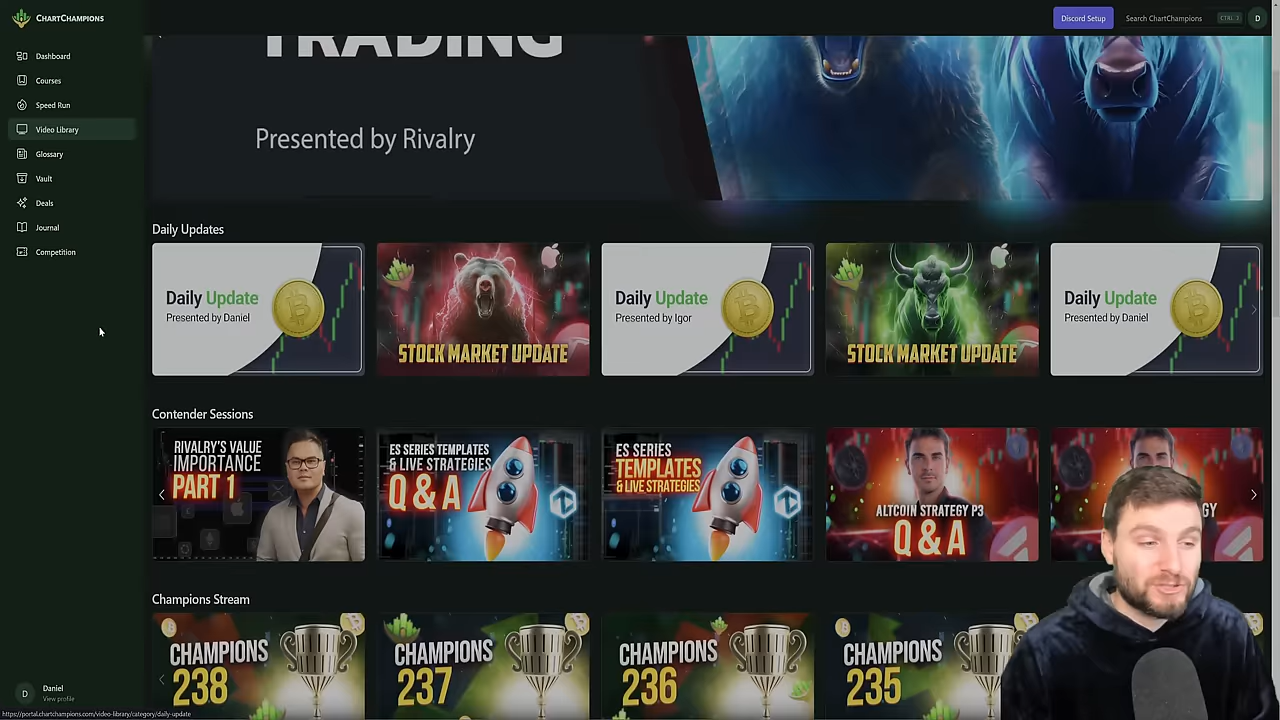 ChartChampions
Discord Setup
Search ChartChampions
D
Dashboard
Courses
Speed Run
Video Library
Glossary
Vault
Deals
Journal
Competition
TRADING
Presented by Rivalry
Daily Updates
Daily Update
Presented by Daniel
STOCK MARKET UPDATE
Daily Update
Presented by Igor
STOCK MARKET UPDATE
Daily Update
Presented by Daniel
Contender Sessions
RIVALRY'S VALUE
IMPORTANCE
PART 1
ES SERIES TEMPLATES
& LIVE STRATEGIES
Q & A
ES SERIES
TEMPLATES
& LIVE STRATEGIES
ALTCOIN STRATEGY P3
Q & A
Champions Stream
CHAMPIONS
238
CHAMPIONS
237
CHAMPIONS
236
CHAMPIONS
235
D
Daniel
View profile
https://portal.chartchampions.com/video-library/category/daily-update